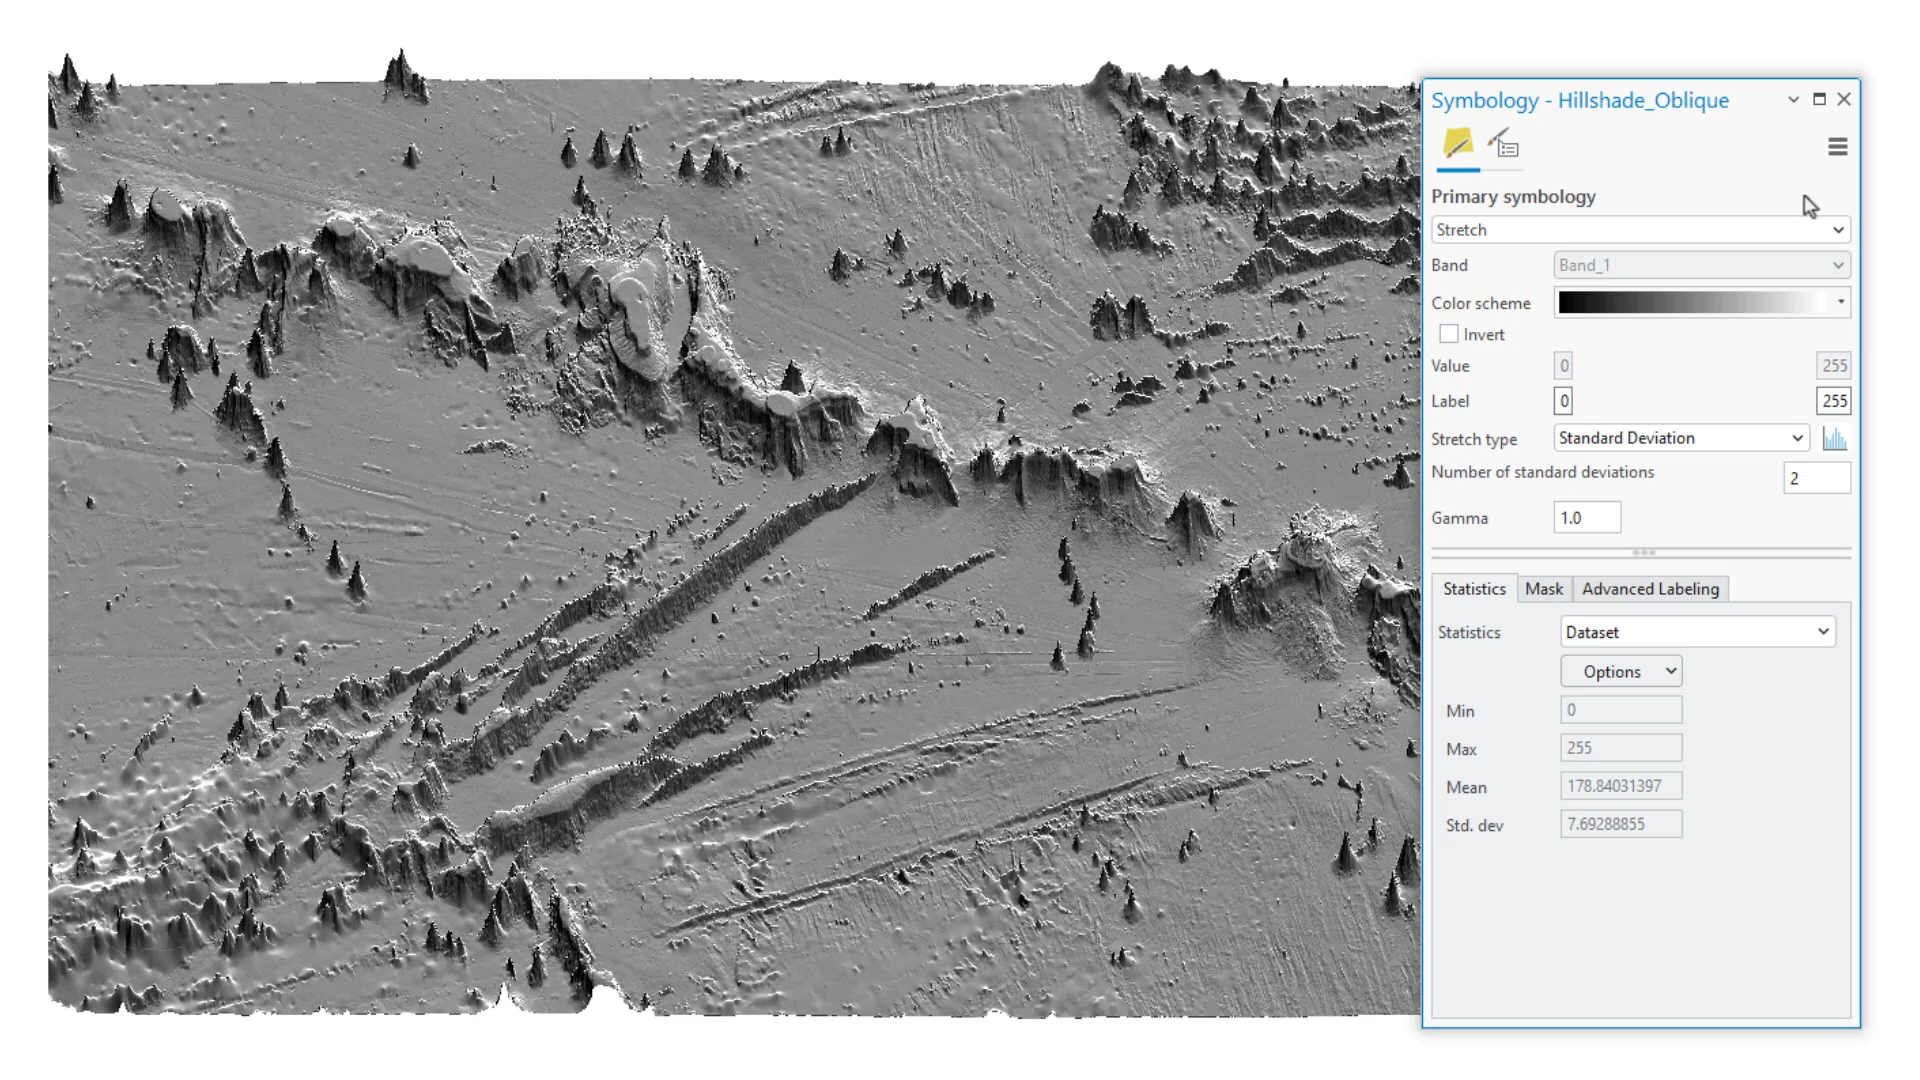 Symbology - Hillshade_Oblique
Primary symbology
Stretch
Band Band_1
Color scheme
Invert
Value 0 255
Label 0 255
Stretch type Standard Deviation
Number of standard deviations 2
Gamma 1.0
Statistics Mask Advanced Labeling
Statistics Dataset
Options
Min 0
Max 255
Mean 178.84031397
Std. dev 7.69288855